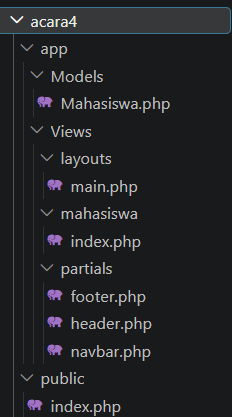 acara4
app
Models
Mahasiswa.php
Views
layouts
main.php
mahasiswa
index.php
partials
footer.php
header.php
navbar.php
public
index.php